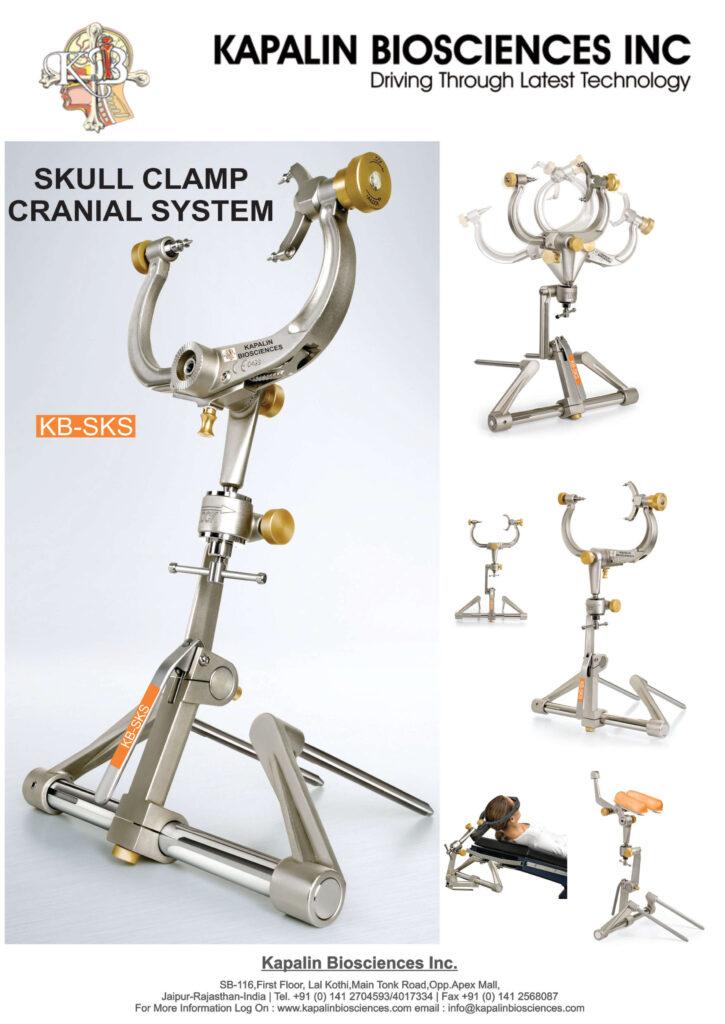 KJB
KAPALIN BIOSCIENCES INC
Driving Through Latest Technology
SKULL CLAMP
CRANIAL SYSTEM
KAPALIN
BIOSCIENCES
KB-SKS
KB-SKS
Kapalin Biosciences Inc.
SB-116,First Floor, Lal Kothi,Main Tonk Road,Opp.Apex Mall,
Jaipur-Rajasthan-India | Tel. +91 (0) 141 2704593/4017334 | Fax +91 (0) 141 2568087
For More Information Log On : www.kapalinbiosciences.com email : info@kapalinbiosciences.com